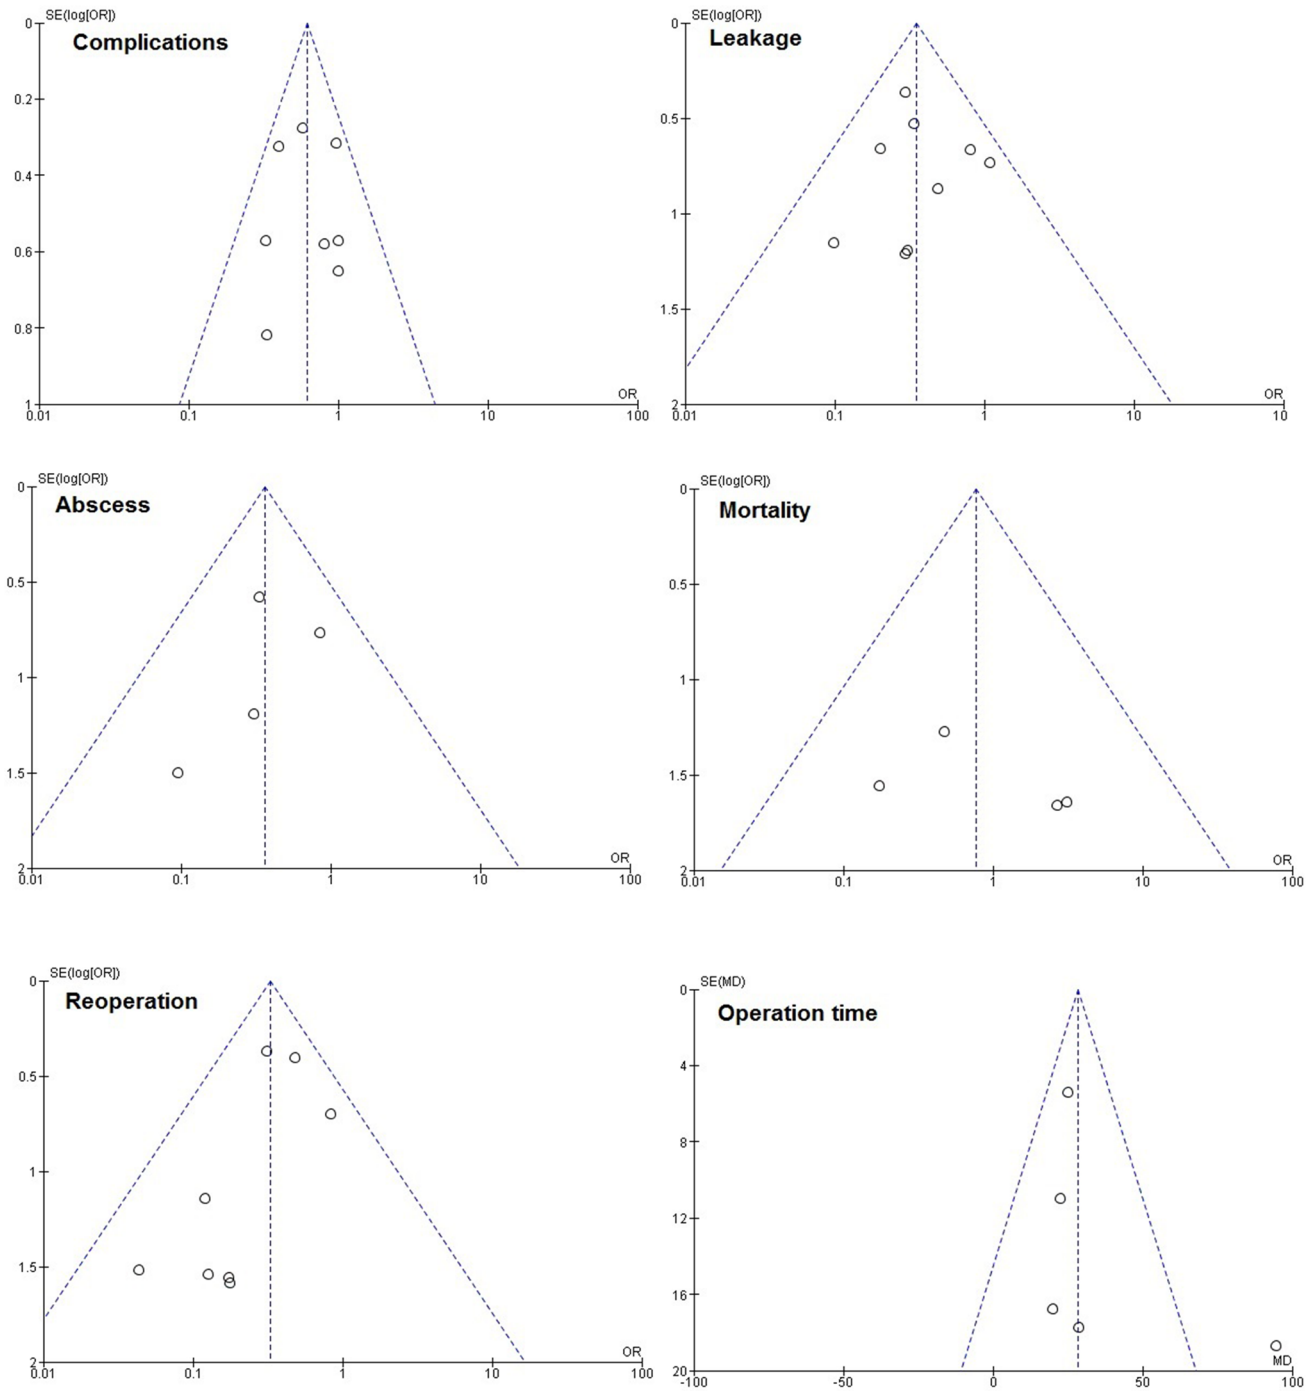 SE(log[OR])
Complications
0
0.2
0.4
0.6
0.8
1
OR
0.01 0.1 1 10 100
SE(log[OR])
Leakage
0
0.5
1
1.5
2
OR
0.01 0.1 1 10 10
SE(log[OR])
Abscess
0
0.5
1
1.5
2
OR
0.01 0.1 1 10 100
SE(log[OR])
Mortality
0
0.5
1
1.5
2
OR
0.01 0.1 1 10 100
SE(log[OR])
Reoperation
0
0.5
1
1.5
2
OR
0.01 0.1 1 10 100
SE(MD)
Operation time
0
4
8
12
16
20
MD
-100 -50 0 50 100